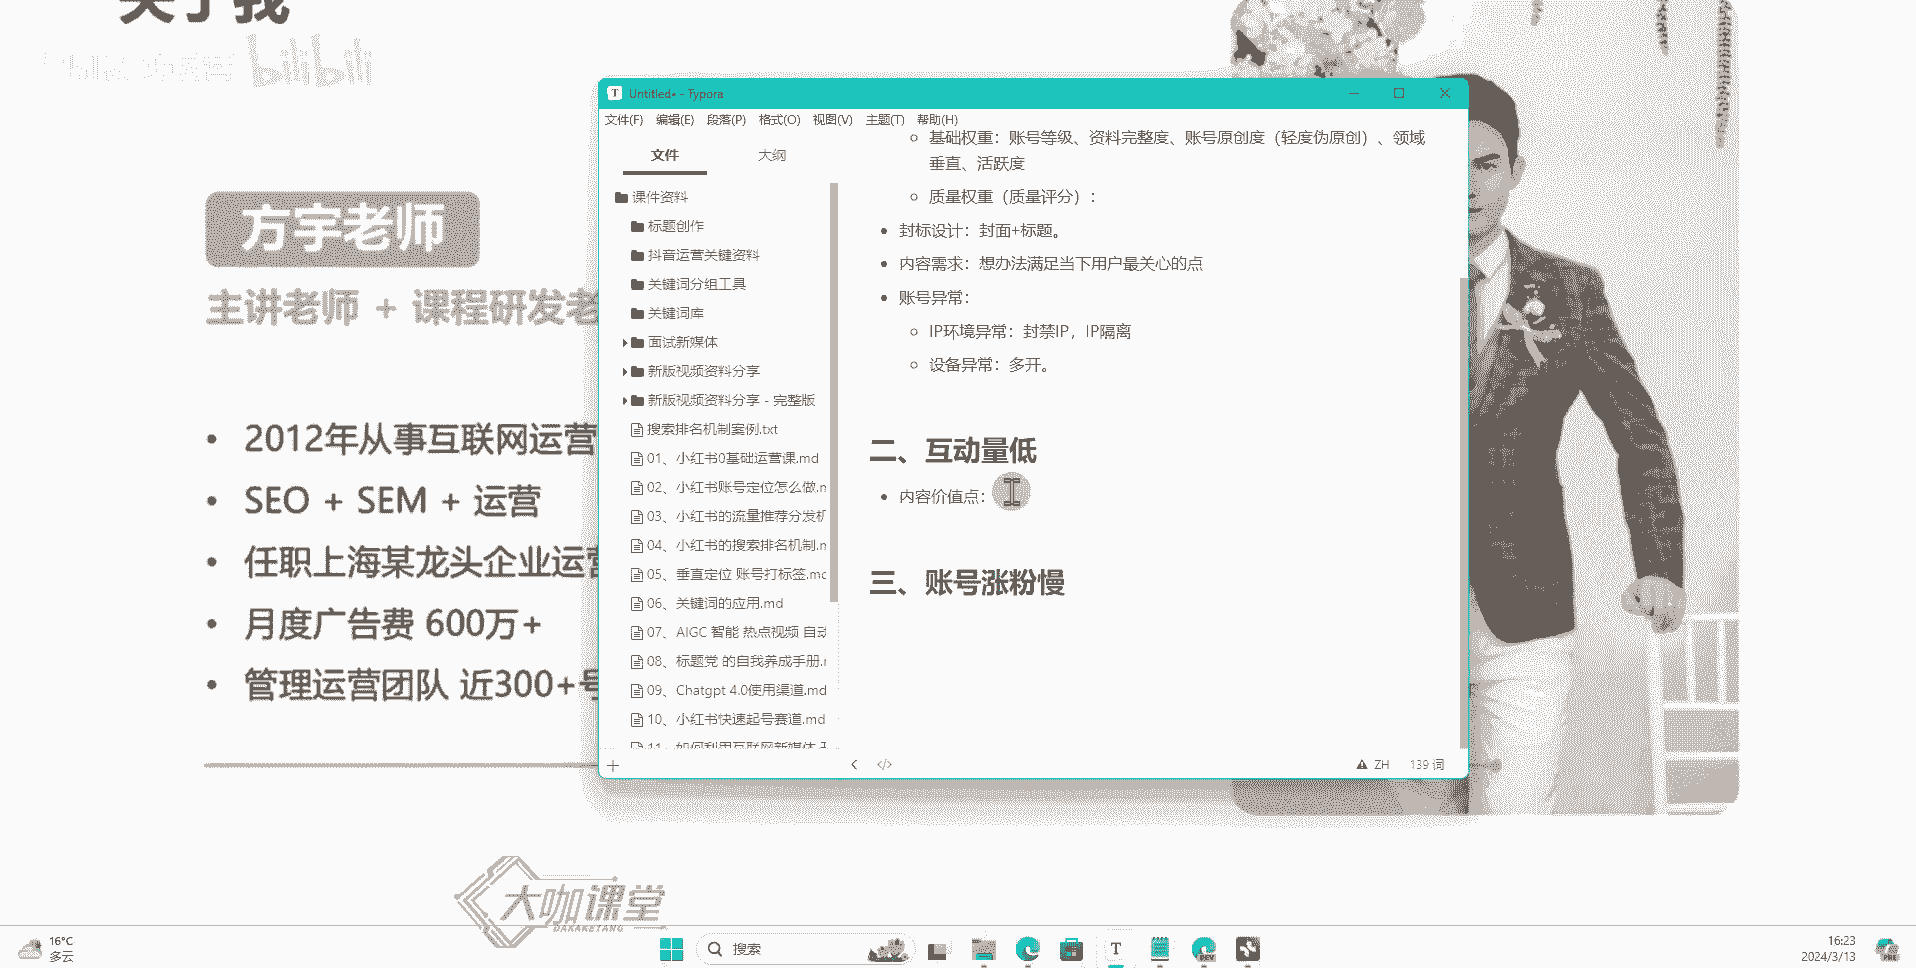 关于我
bilibili
方宇老师
主讲老师 + 课程研发老
2012年从事互联网运营
SEO + SEM + 运营
任职上海某龙头企业运营
月度广告费 600万+
管理运营团队 近300+号
Untitled• - Typora
文件(F) 编辑(E) 段落(P) 格式(O) 视图(V) 主题(T) 帮助(H)
文件 大纲
课件资料
标题创作
抖音运营关键资料
关键词分组工具
关键词库
面试新媒体
新版视频资料分享
新版视频资料分享 - 完整版
搜索排名机制案例.txt
01、小红书0基础运营课.md
02、小红书账号定位怎么做.m
03、小红书的流量推荐分发机
04、小红书的搜索排名机制.m
05、垂直定位 账号打标签.md
06、关键词的应用.md
07、AIGC 智能 热点视频 自动
08、标题党 的自我养成手册.m
09、Chatgpt 4.0使用渠道.md
10、小红书快速起号赛道.md
11、如何利用互联网新媒体
基础权重：账号等级、资料完整度、账号原创度（轻度伪原创）、领域
垂直、活跃度
质量权重（质量评分）：
封标设计：封面+标题。
内容需求：想办法满足当下用户最关心的点
账号异常：
IP环境异常：封禁IP，IP隔离
设备异常：多开。
二、互动量低
内容价值点：
三、账号涨粉慢
ZH 139 词
大咖课堂
DAKAKETANG
16°C
多云
搜索
T
DEV
16:23
2024/3/13
PRE